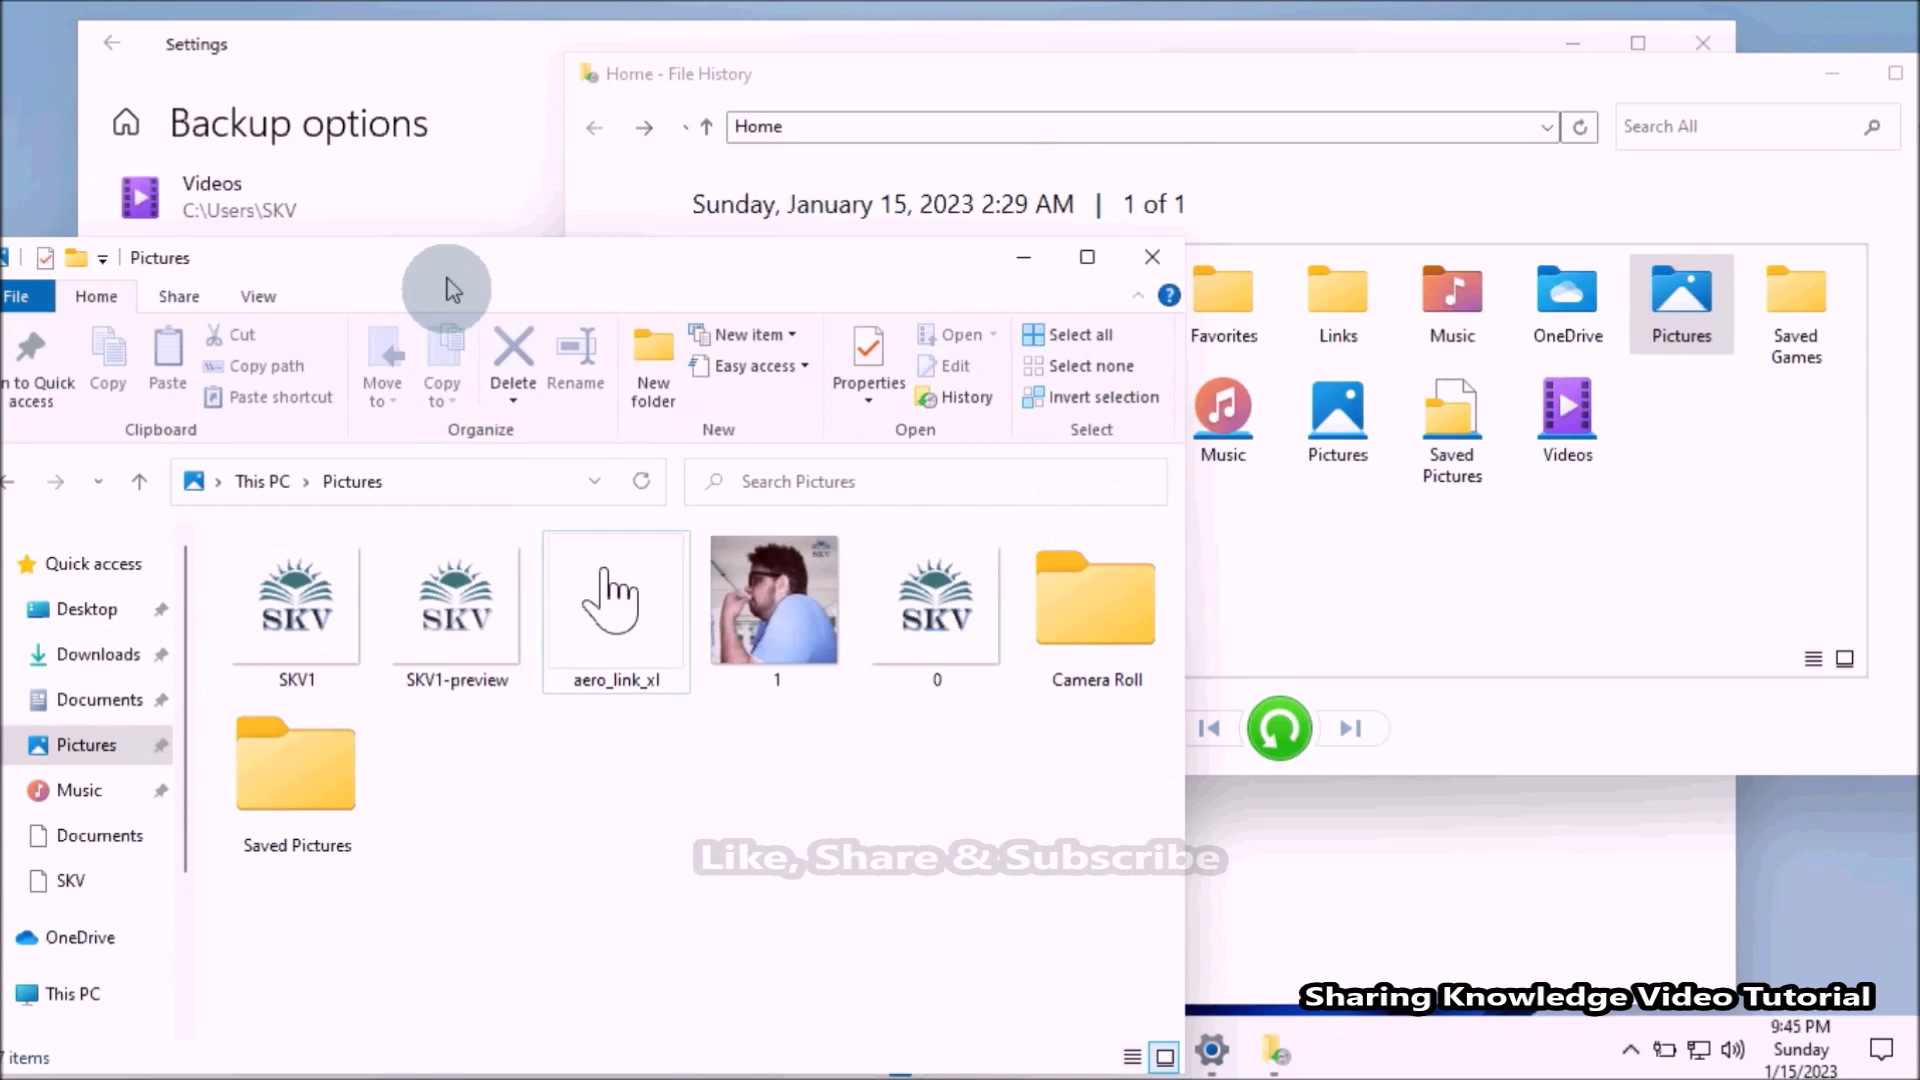 Settings
Backup options
Videos
C:\Users\SKV
Home - File History
Home
Search All
Sunday, January 15, 2023 2:29 AM | 1 of 1
Favorites
Links
Music
OneDrive
Pictures
Saved
Games
Music
Pictures
Saved
Pictures
Videos
Pictures
File
Home
Share
View
n to Quick
access
Copy
Paste
Cut
Copy path
Paste shortcut
Clipboard
Move
to
Copy
to
Delete
Rename
Organize
New
folder
New item
Easy access
New
Properties
Open
Edit
History
Open
Select all
Select none
Invert selection
Select
This PC
Pictures
Search Pictures
Quick access
Desktop
Downloads
Documents
Pictures
Music
Documents
SKV
OneDrive
This PC
SKV
SKV1
SKV
SKV1-preview
aero_link_xl
SKV
1
SKV
0
Camera Roll
Saved Pictures
7 items
Like, Share & Subscribe
Sharing Knowledge Video Tutorial
9:45 PM
Sunday
1/15/2023